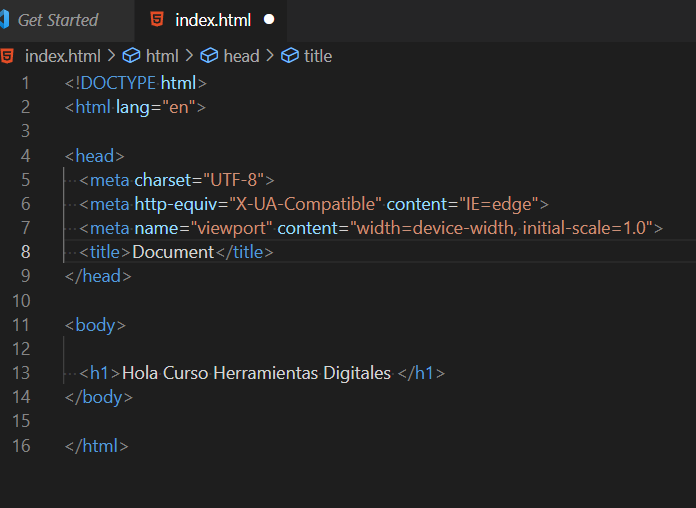 Get Started index.html
index.html > html > head > title
1 <!DOCTYPE html>
2 <html lang="en">
3
4 <head>
5 <meta charset="UTF-8">
6 <meta http-equiv="X-UA-Compatible" content="IE=edge">
7 <meta name="viewport" content="width=device-width, initial-scale=1.0">
8 <title>Document</title>
9 </head>
10
11 <body>
12
13 <h1>Hola Curso Herramientas Digitales </h1>
14 </body>
15
16 </html>